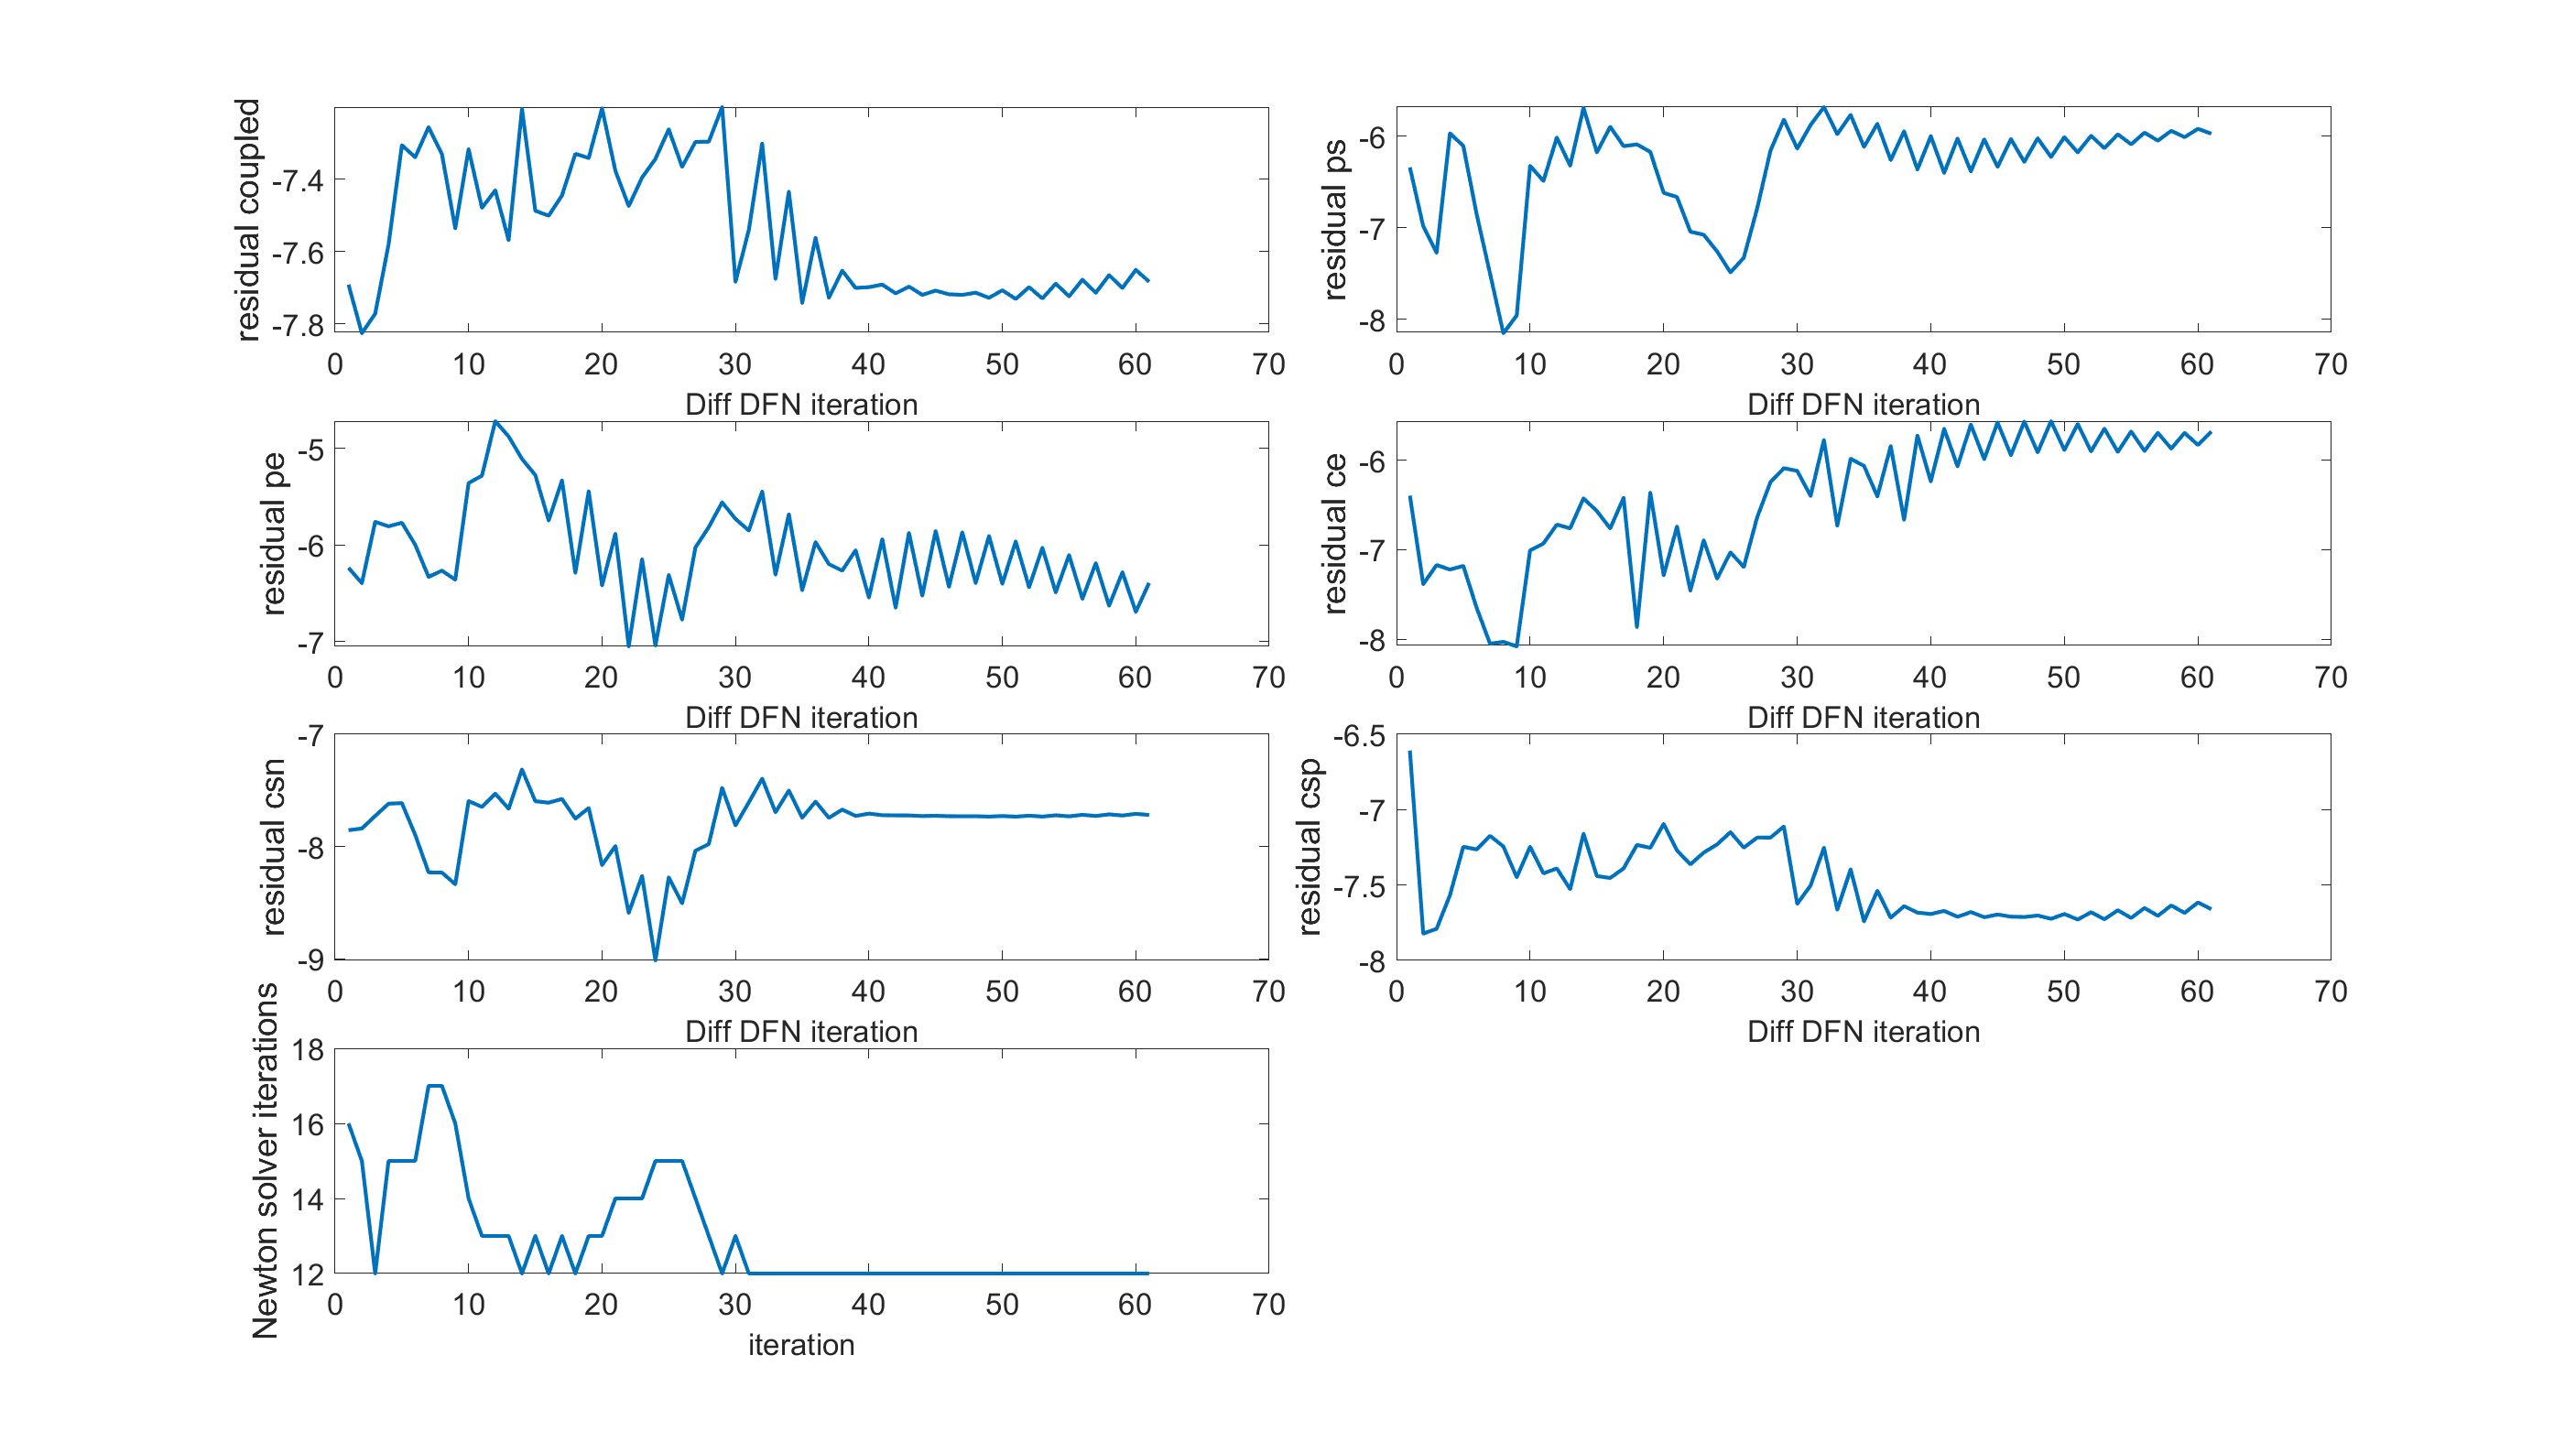 residual coupled
-7.4
-7.6
-7.8
0 10 20 30 40 50 60 70
Diff DFN iteration
residual ps
-6
-7
-8
0 10 20 30 40 50 60 70
Diff DFN iteration
residual pe
-5
-6
-7
0 10 20 30 40 50 60 70
Diff DFN iteration
residual ce
-6
-7
-8
0 10 20 30 40 50 60 70
Diff DFN iteration
residual csn
-7
-8
-9
0 10 20 30 40 50 60 70
Diff DFN iteration
residual csp
-6.5
-7
-7.5
-8
0 10 20 30 40 50 60 70
Diff DFN iteration
Newton solver iterations
18
16
14
12
0 10 20 30 40 50 60 70
iteration